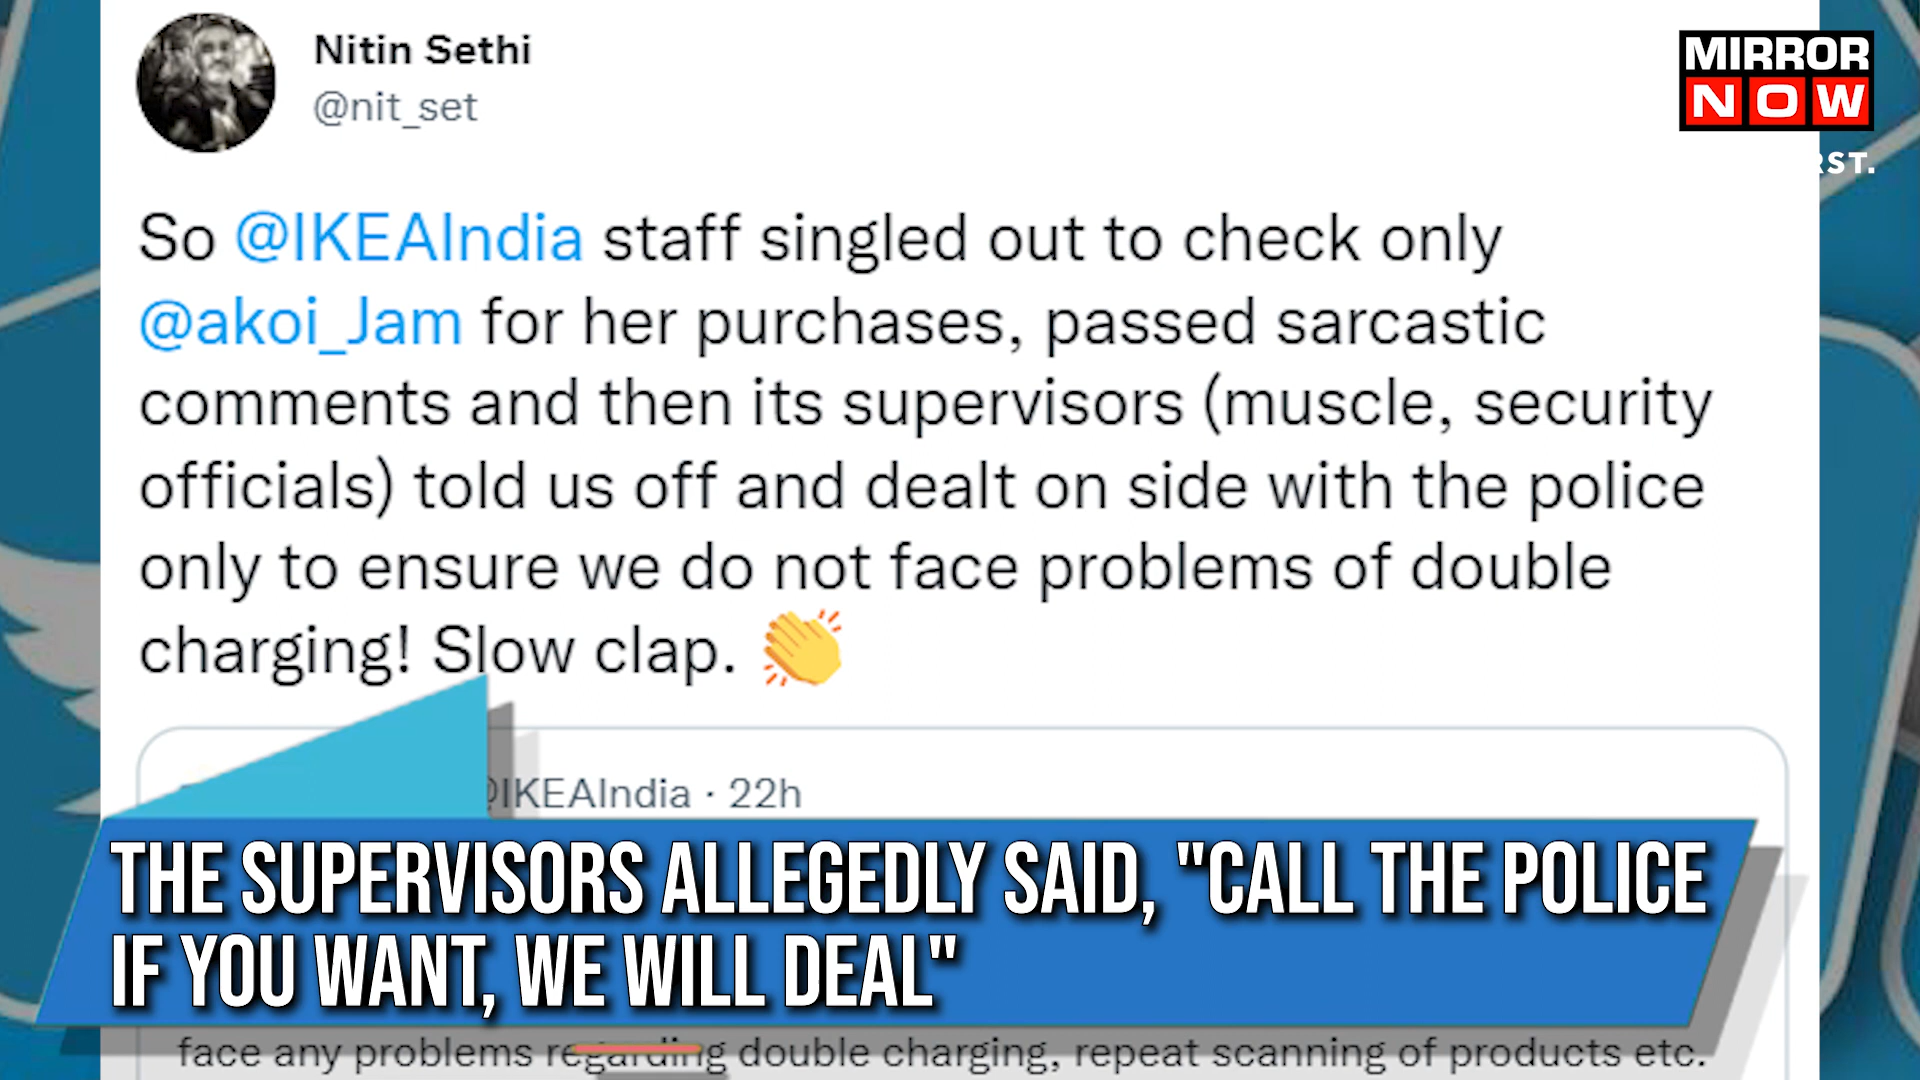 Nitin Sethi
@nit_set
MIRROR
NOW
RST.
So @IKEAIndia staff singled out to check only
@akoi_Jam for her purchases, passed sarcastic
comments and then its supervisors (muscle, security
officials) told us off and dealt on side with the police
only to ensure we do not face problems of double
charging! Slow clap. 👏
@IKEAIndia · 22h
THE SUPERVISORS ALLEGEDLY SAID, "CALL THE POLICE
IF YOU WANT, WE WILL DEAL"
face any problems regarding double charging, repeat scanning of products etc.